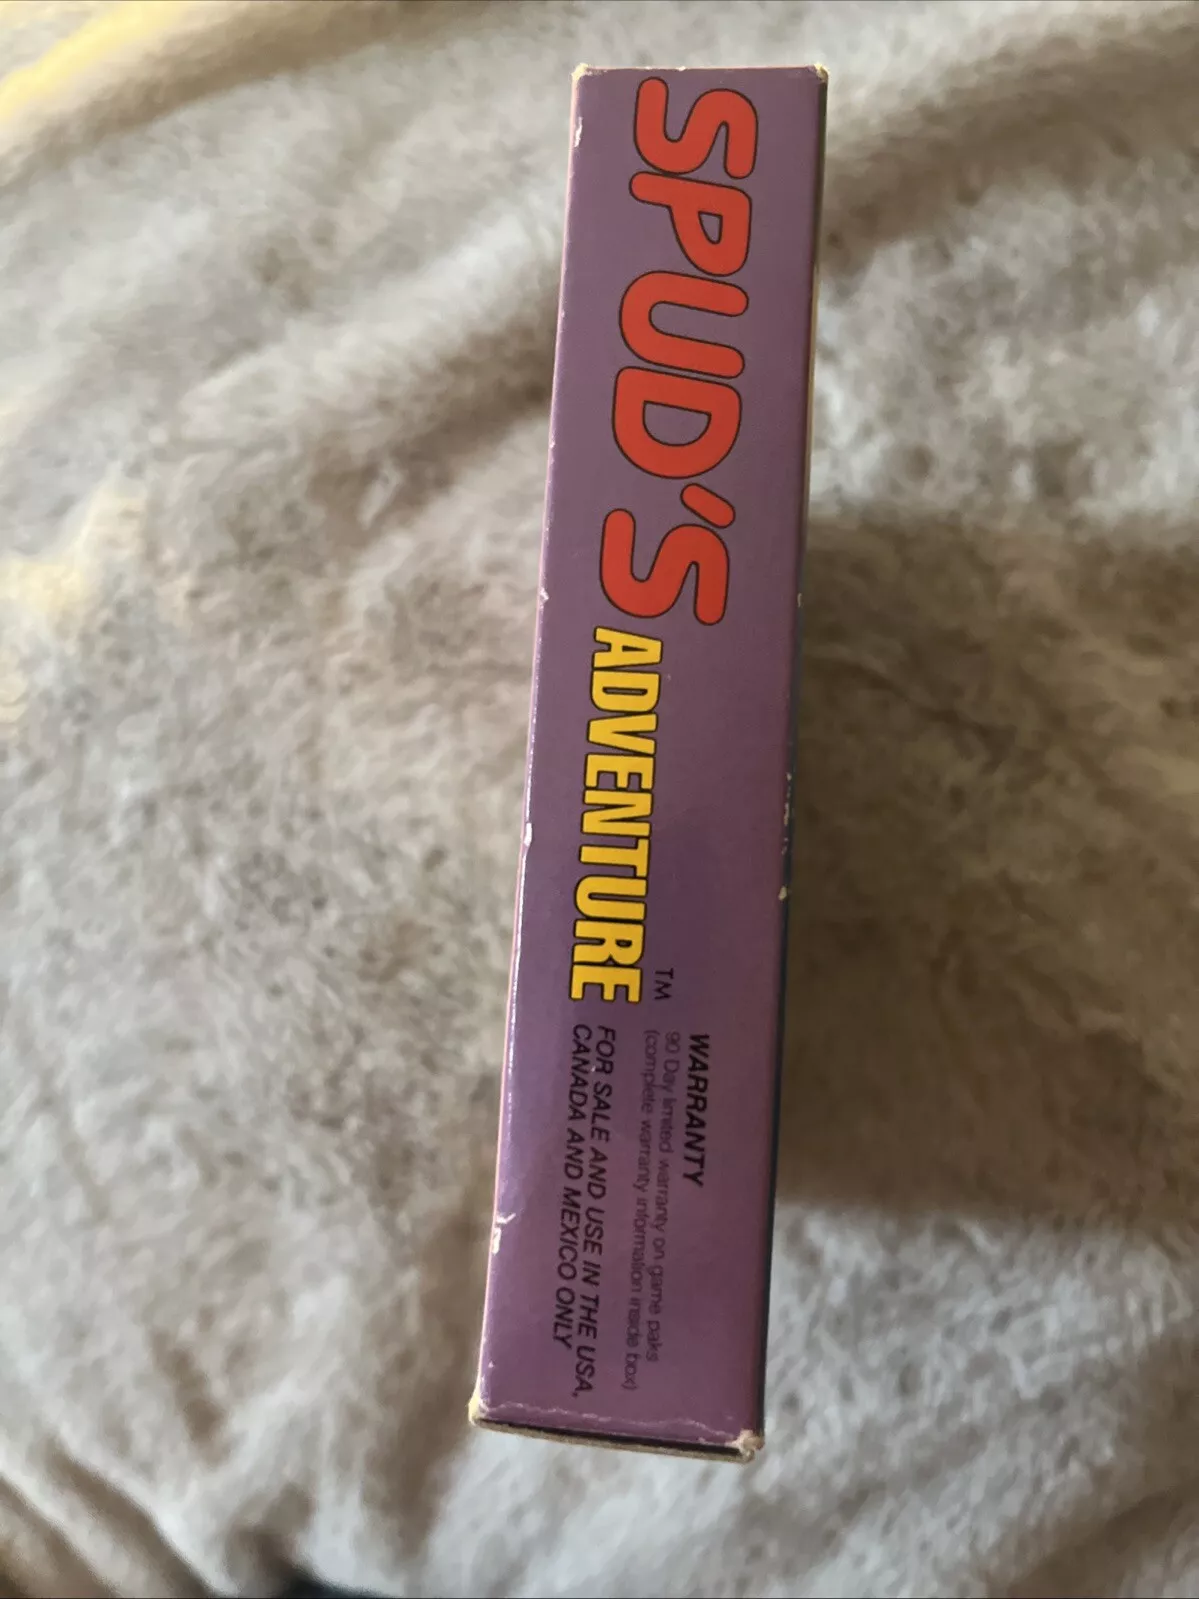 SPUD'S
ADVENTURE
TM
WARRANTY
90 Day limited warranty on game paks
(complete warranty information inside box)
FOR SALE AND USE IN THE USA,
CANADA AND MEXICO ONLY